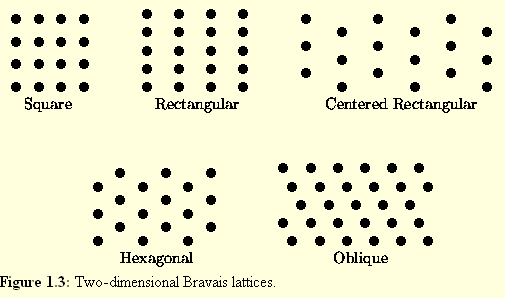 Square Rectangular Centered Rectangular
Hexagonal Oblique
Figure 1.3: Two-dimensional Bravais lattices.